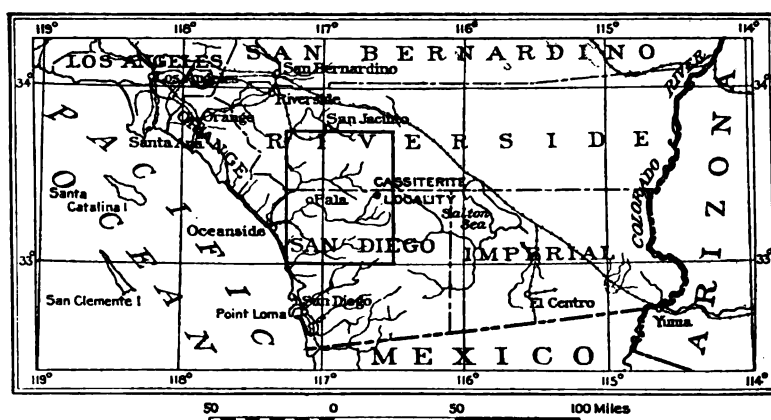 119° 118° 117° 116° 115° 114°
SAN BERNARDINO
LOS ANGELES
Los Angeles
San Bernardino
34° 34°
Riverside
Orange
San Jacinto
Santa Ana
ORANGE
RIVERSIDE
RIVER
COLORADO
ARIZONA
PACIFIC
OCEAN
Santa
Catalina I
CASSITERITE
LOCALITY
Pala
Salton
Sea
Oceanside
SAN DIEGO
IMPERIAL
33° 33°
San Clemente I
San Diego
Point Loma
El Centro
Yuma
MEXICO
119° 118° 117° 116° 115° 114°
50 0 50 100 Miles